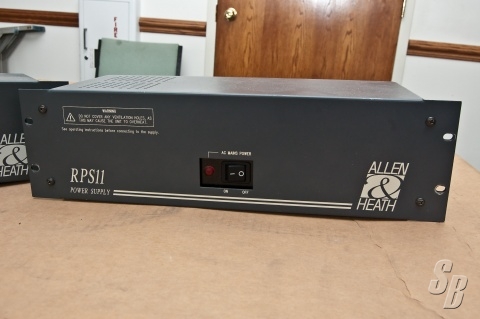 FIRE
WARNING
DO NOT COVER ANY VENTILATION HOLES, AS
THIS MAY CAUSE THE UNIT TO OVERHEAT.
See operating instructions before connecting to the supply.
AC MAINS POWER
ON OFF
RPS11
POWER SUPPLY
ALLEN
&
HEATH
ALLEN
&
HEATH
SB